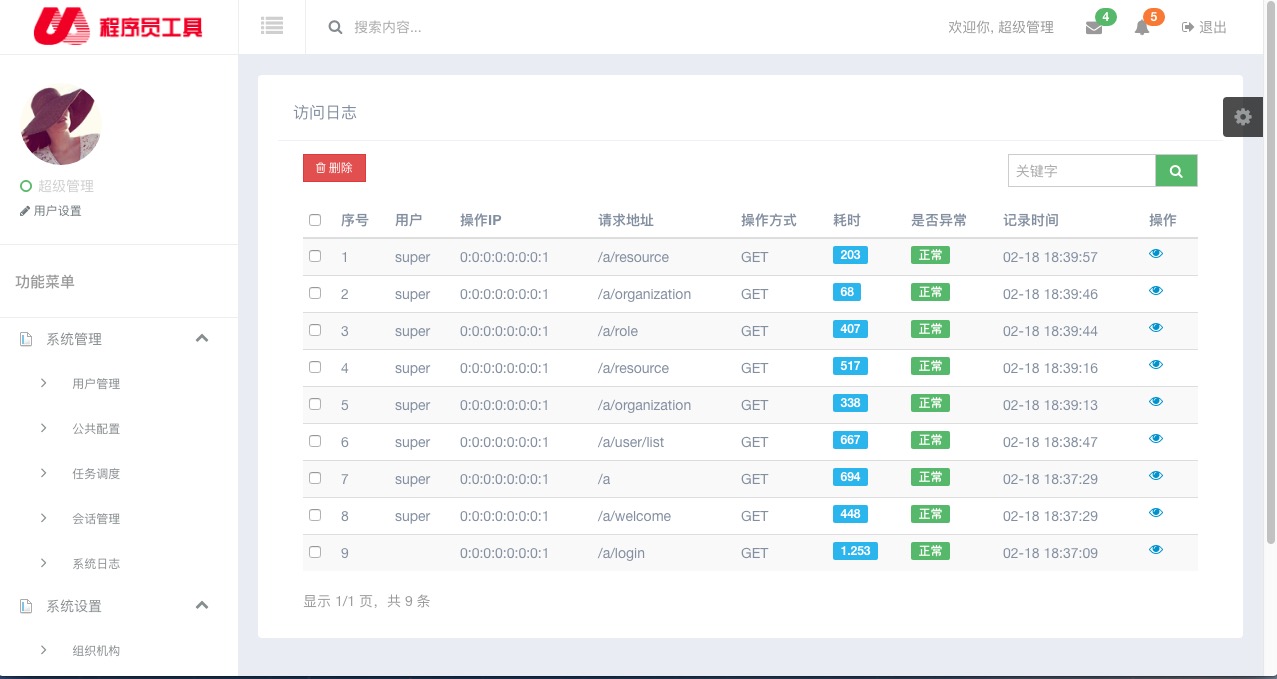 程序员工具
搜索内容...
欢迎你, 超级管理
4
5
退出
超级管理
用户设置
功能菜单
系统管理
用户管理
公共配置
任务调度
会话管理
系统日志
系统设置
组织机构
访问日志
删除
关键字
序号 用户 操作IP 请求地址 操作方式 耗时 是否异常 记录时间 操作
1 super 0:0:0:0:0:0:0:1 /a/resource GET 203 正常 02-18 18:39:57
2 super 0:0:0:0:0:0:0:1 /a/organization GET 68 正常 02-18 18:39:46
3 super 0:0:0:0:0:0:0:1 /a/role GET 407 正常 02-18 18:39:44
4 super 0:0:0:0:0:0:0:1 /a/resource GET 517 正常 02-18 18:39:16
5 super 0:0:0:0:0:0:0:1 /a/organization GET 338 正常 02-18 18:39:13
6 super 0:0:0:0:0:0:0:1 /a/user/list GET 667 正常 02-18 18:38:47
7 super 0:0:0:0:0:0:0:1 /a GET 694 正常 02-18 18:37:29
8 super 0:0:0:0:0:0:0:1 /a/welcome GET 448 正常 02-18 18:37:29
9 0:0:0:0:0:0:0:1 /a/login GET 1.253 正常 02-18 18:37:09
显示 1/1 页，共 9 条